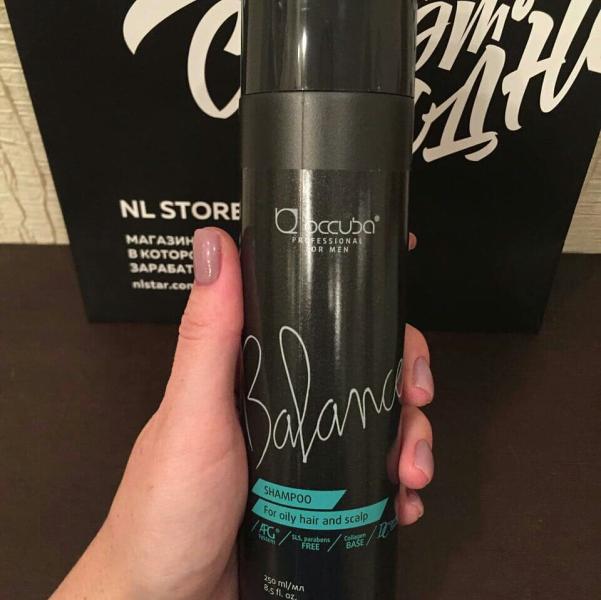 NL STORE
МАГАЗИН
В КОТОРО
ЗАРАБАТ
nlstar.com
occuba®
PROFESSIONAL
FOR MEN
Balance
SHAMPOO
For oily hair and scalp
APG®
SLS, parabens
FREE
Collagen
BASE
250 ml/мл
8.5 fl. oz.